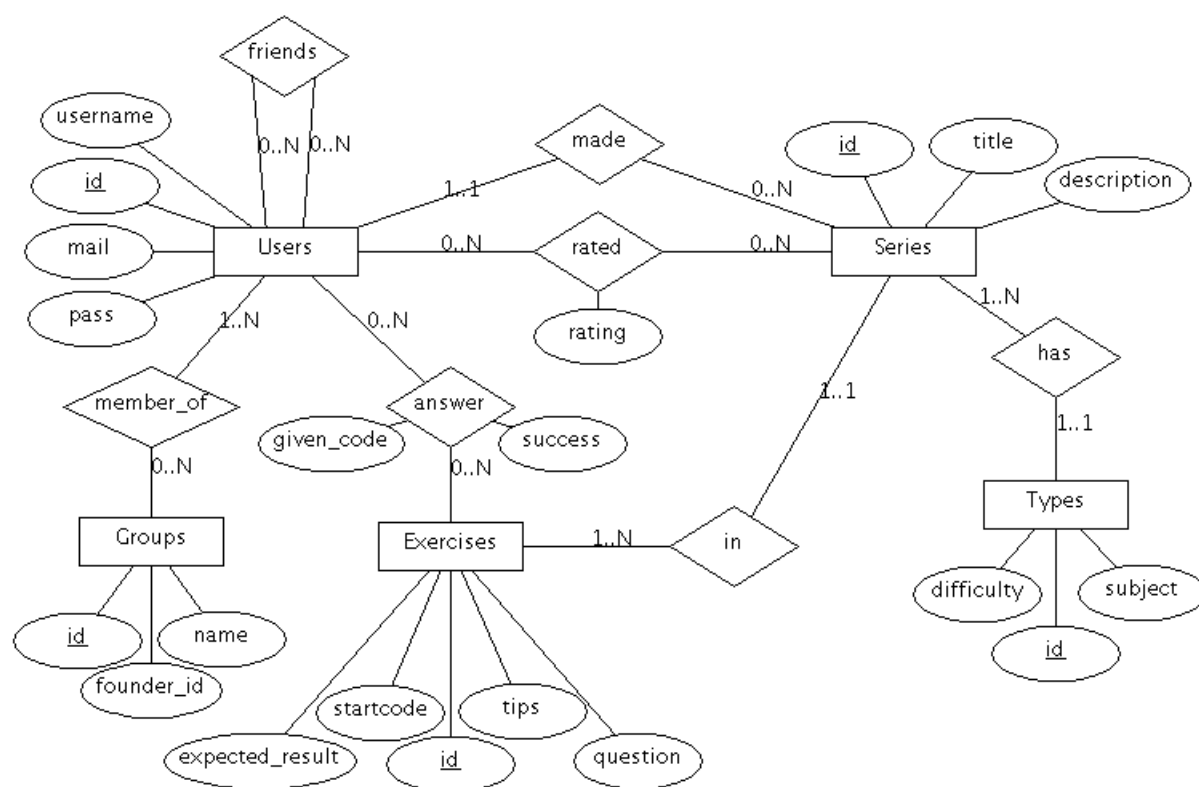 friends
username
made
id
title
0..N
0..N
id
description
1..1
0..N
mail
Users
0..N
rated
0..N
Series
pass
1..N
0..N
rating
1..N
has
member_of
answer
1..1
given_code
success
1..1
0..N
0..N
Types
Groups
Exercises
1..N
in
difficulty
subject
id
name
id
founder_id
startcode
tips
expected_result
id
question